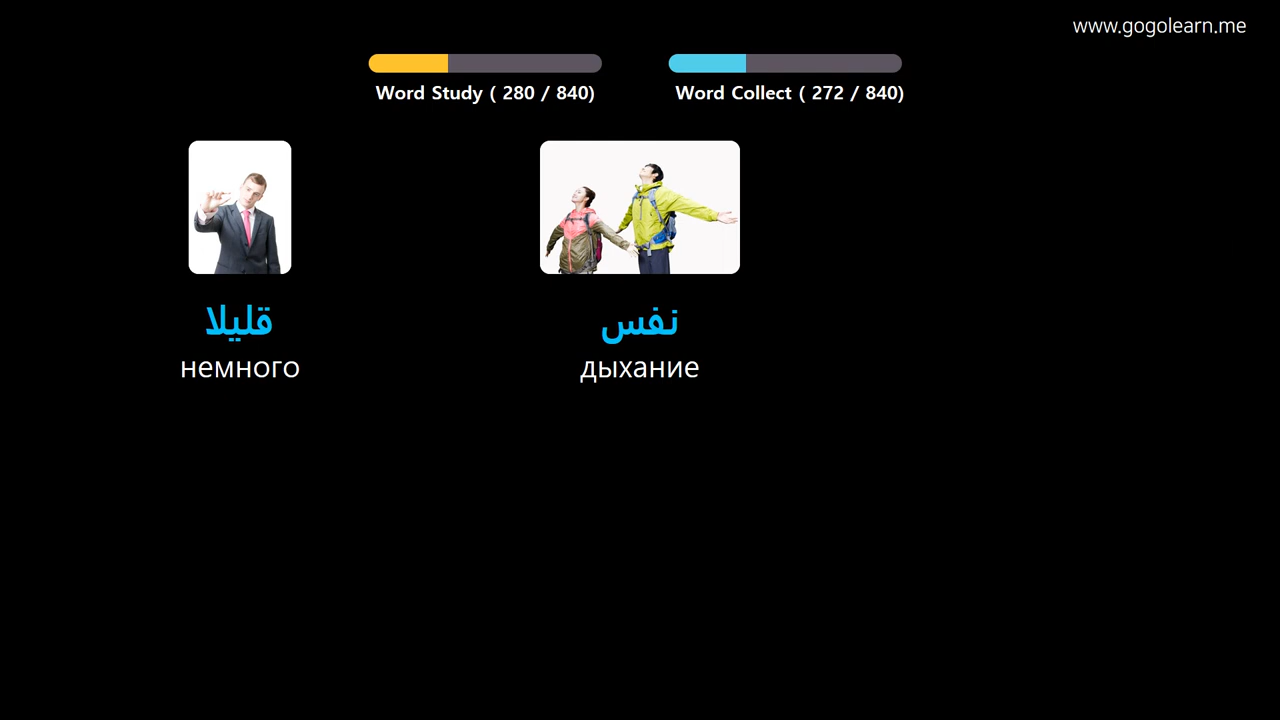 www.gogolearn.me
Word Study ( 280 / 840)
Word Collect ( 272 / 840)
قليلا
немного
نفس
дыхание